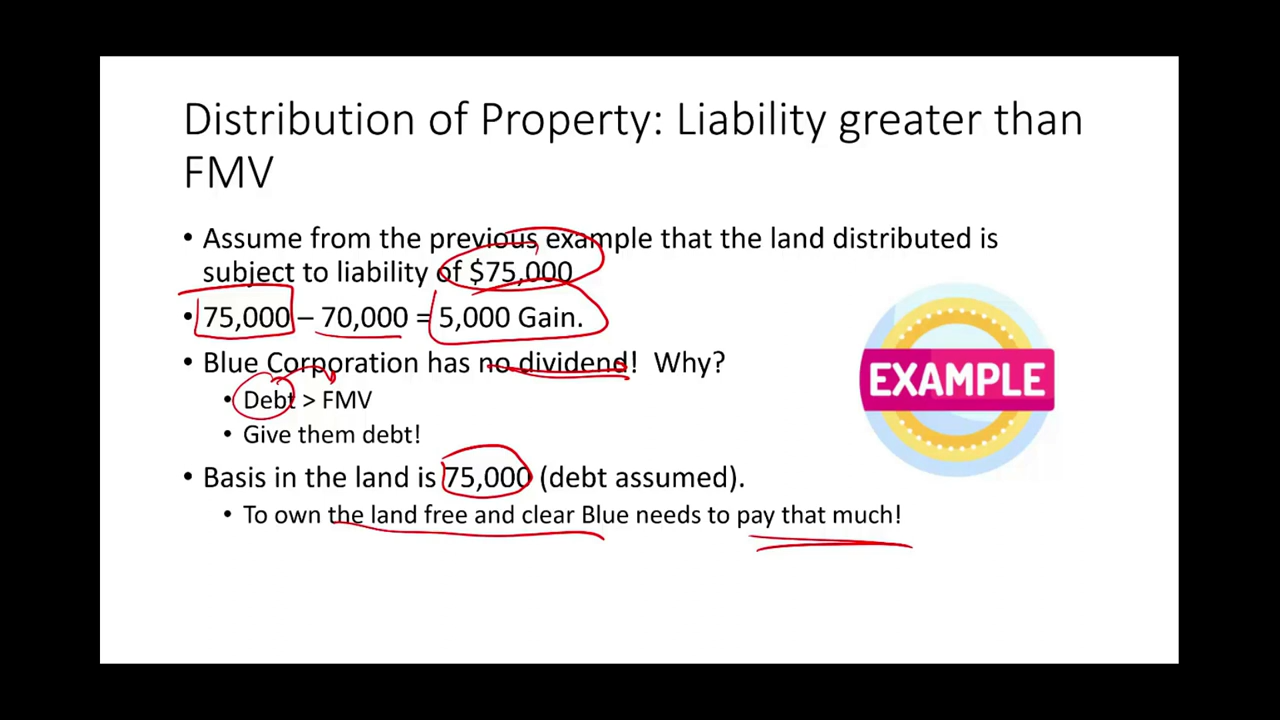 Distribution of Property: Liability greater than
FMV
• Assume from the previous example that the land distributed is
subject to liability of $75,000
• 75,000 – 70,000 = 5,000 Gain.
• Blue Corporation has no dividend! Why?
• Debt > FMV
• Give them debt!
EXAMPLE
• Basis in the land is 75,000 (debt assumed).
• To own the land free and clear Blue needs to pay that much!